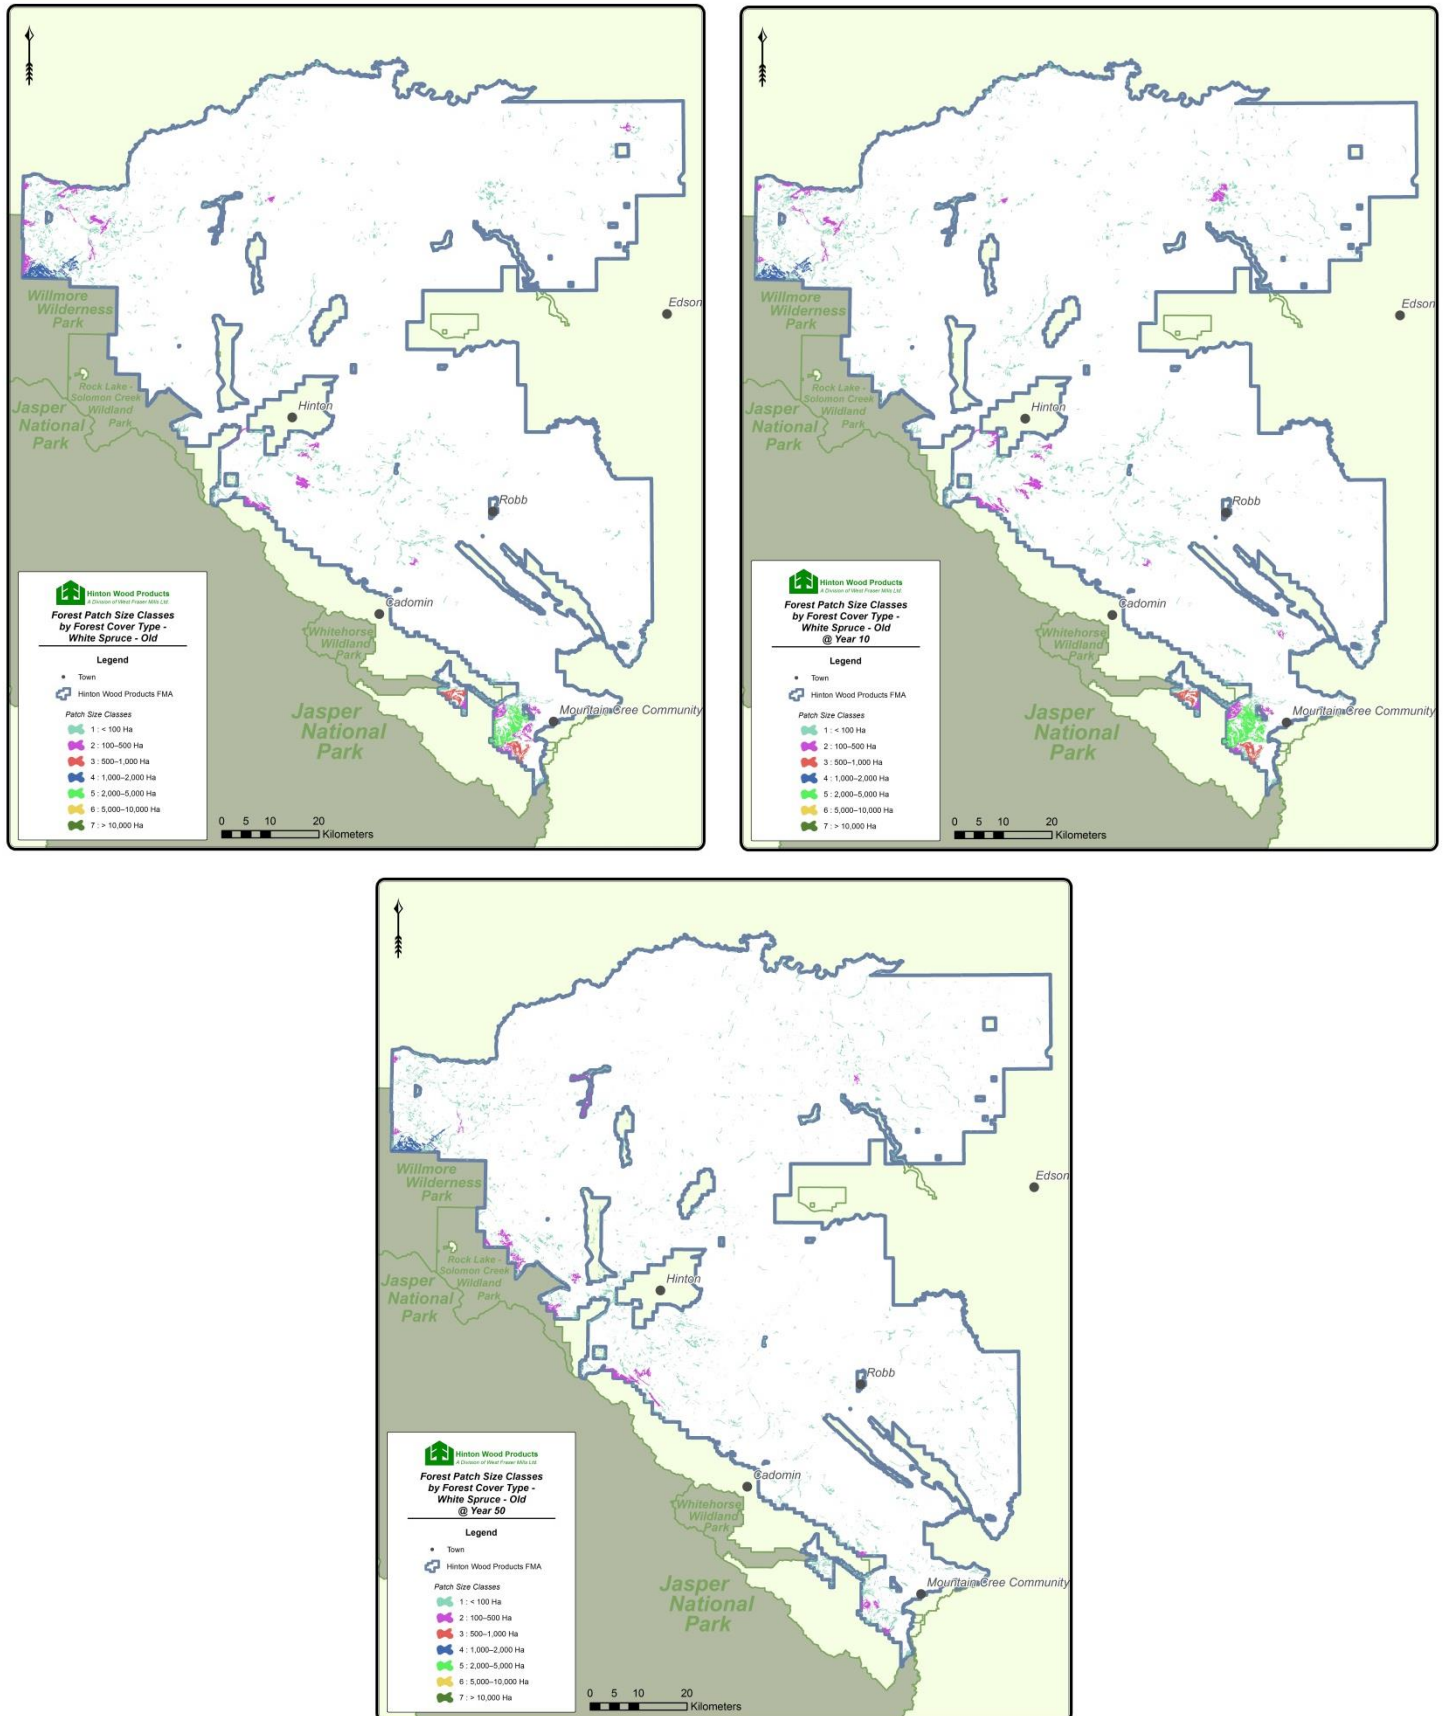 Edson
Willmore
Wilderness
Park
Rock Lake -
Solomon Creek
Wildland
Park
Jasper
National
Park
Hinton
Robb
Cadomin
Whitehorse
Wildland
Park
Mountain Cree Community
Jasper
National
Park
Hinton Wood Products
A Division of West Fraser Mills Ltd.
Forest Patch Size Classes
by Forest Cover Type -
White Spruce - Old
Legend
Town
Hinton Wood Products FMA
Patch Size Classes
1 : < 100 Ha
2 : 100–500 Ha
3 : 500–1,000 Ha
4 : 1,000–2,000 Ha
5 : 2,000–5,000 Ha
6 : 5,000–10,000 Ha
7 : > 10,000 Ha
0 5 10 20
Kilometers
Edson
Willmore
Wilderness
Park
Rock Lake -
Solomon Creek
Wildland
Park
Jasper
National
Park
Hinton
Robb
Cadomin
Whitehorse
Wildland
Park
Mountain Cree Community
Jasper
National
Park
Hinton Wood Products
A Division of West Fraser Mills Ltd.
Forest Patch Size Classes
by Forest Cover Type -
White Spruce - Old
@ Year 10
Legend
Town
Hinton Wood Products FMA
Patch Size Classes
1 : < 100 Ha
2 : 100–500 Ha
3 : 500–1,000 Ha
4 : 1,000–2,000 Ha
5 : 2,000–5,000 Ha
6 : 5,000–10,000 Ha
7 : > 10,000 Ha
0 5 10 20
Kilometers
Edson
Willmore
Wilderness
Park
Rock Lake -
Solomon Creek
Wildland
Park
Jasper
National
Park
Hinton
Robb
Cadomin
Whitehorse
Wildland
Park
Mountain Cree Community
Jasper
National
Park
Hinton Wood Products
A Division of West Fraser Mills Ltd.
Forest Patch Size Classes
by Forest Cover Type -
White Spruce - Old
@ Year 50
Legend
Town
Hinton Wood Products FMA
Patch Size Classes
1 : < 100 Ha
2 : 100–500 Ha
3 : 500–1,000 Ha
4 : 1,000–2,000 Ha
5 : 2,000–5,000 Ha
6 : 5,000–10,000 Ha
7 : > 10,000 Ha
0 5 10 20
Kilometers